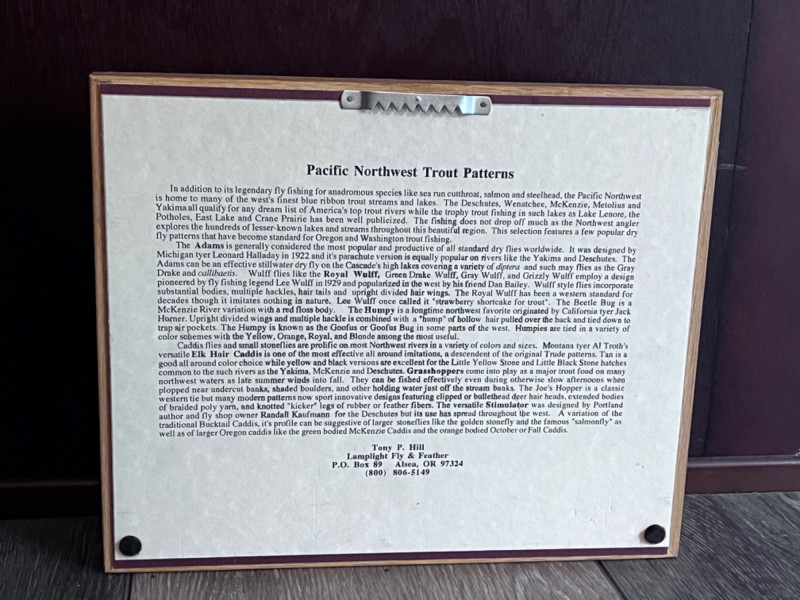 Pacific Northwest Trout Patterns
In addition to its legendary fly fishing for anadromous species like sea run cutthroat, salmon and steelhead, the Pacific Northwest
is home to many of the west's finest blue ribbon trout streams and lakes. The Deschutes, Wenatchee, McKenzie, Metolius and
Yakima all qualify for any dream list of America's top trout rivers while the trophy trout fishing in such lakes as Lake Lenore, the
Potholes, East Lake and Crane Prairie has been well publicized. The fishing does not drop off much as the Northwest angler
explores the hundreds of lesser-known lakes and streams throughout this beautiful region. This selection features a few popular dry
fly patterns that have become standard for Oregon and Washington trout fishing.
The Adams is generally considered the most popular and productive of all standard dry flies worldwide. It was designed by
Michigan tyer Leonard Halladay in 1922 and it's parachute version is equally popular on rivers like the Yakima and Deschutes. The
Adams can be an effective stillwater dry fly on the Cascade's high lakes covering a variety of diptera and such may flies as the Gray
Drake and callibaetis. Wulff flies like the Royal Wulff, Green Drake Wulff, Gray Wulff, and Grizzly Wulff employ a design
pioneered by fly fishing legend Lee Wulff in 1929 and popularized in the west by his friend Dan Bailey. Wulff style flies incorporate
substantial bodies, multiple hackles, hair tails and upright divided hair wings. The Royal Wulff has been a western standard for
decades though it imitates nothing in nature. Lee Wulff once called it "strawberry shortcake for trout". The Beetle Bug is a
McKenzie River variation with a red floss body. The Humpy is a longtime northwest favorite originated by California tyer Jack
Horner. Upright divided wings and multiple hackle is combined with a "hump" of hollow hair pulled over the back and tied down to
trap air pockets. The Humpy is known as the Goofus or Goofus Bug in some parts of the west. Humpies are tied in a variety of
color schemes with the Yellow, Orange, Royal, and Blonde among the most useful.
Caddis flies and small stoneflies are prolific on most Northwest rivers in a variety of colors and sizes. Montana tyer Al Troth's
versatile Elk Hair Caddis is one of the most effective all around imitations, a descendent of the original Trude patterns. Tan is a
good all around color choice while yellow and black versions are excellent for the Little Yellow Stone and Little Black Stone hatches
common to the such rivers as the Yakima, McKenzie and Deschutes. Grasshoppers come into play as a major trout food on many
northwest waters as late summer winds into fall. They can be fished effectively even during otherwise slow afternoons when
plopped near undercut banks, shaded boulders, and other holding water just off the stream banks. The Joe's Hopper is a classic
western tie but many modern patterns now sport innovative designs featuring clipped or bullethead deer hair heads, extended bodies
of braided poly yarn, and knotted "kicker" legs of rubber or feather fibers. The versatile Stimulator was designed by Portland
author and fly shop owner Randall Kaufmann for the Deschutes but its use has spread throughout the west. A variation of the
traditional Bucktail Caddis, it's profile can be suggestive of larger stoneflies like the golden stonefly and the famous "salmonfly" as
well as of larger Oregon caddis like the green bodied McKenzie Caddis and the orange bodied October or Fall Caddis.
Tony P. Hill
Lamplight Fly & Feather
P.O. Box 89 Alsea, OR 97324
(800) 806-5149